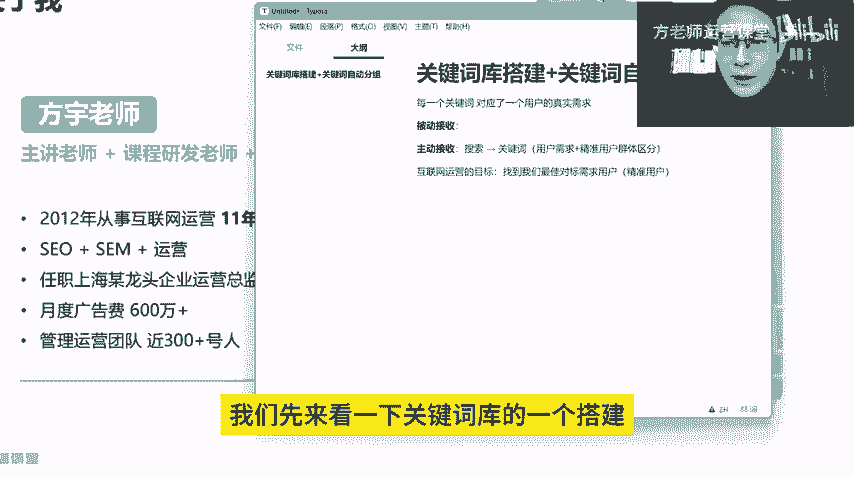 方宇老师
主讲老师 + 课程研发老师 +
• 2012年从事互联网运营 11年
• SEO + SEM + 运营
• 任职上海某龙头企业运营总监
• 月度广告费 600万+
• 管理运营团队 近300+号人
文件(F) 编辑(E) 段落(P) 格式(O) 视图(V) 主题(T) 帮助(H)
文件 大纲
关键词库搭建+关键词自动分组
关键词库搭建+关键词自
每一个关键词 对应了一个用户的真实需求
被动接收：
主动接收：搜索 → 关键词（用户需求+精准用户群体区分）
互联网运营的目标：找到我们最佳对标需求用户（精准用户）
方老师运营课堂
bilibili
我们先来看一下关键词库的一个搭建